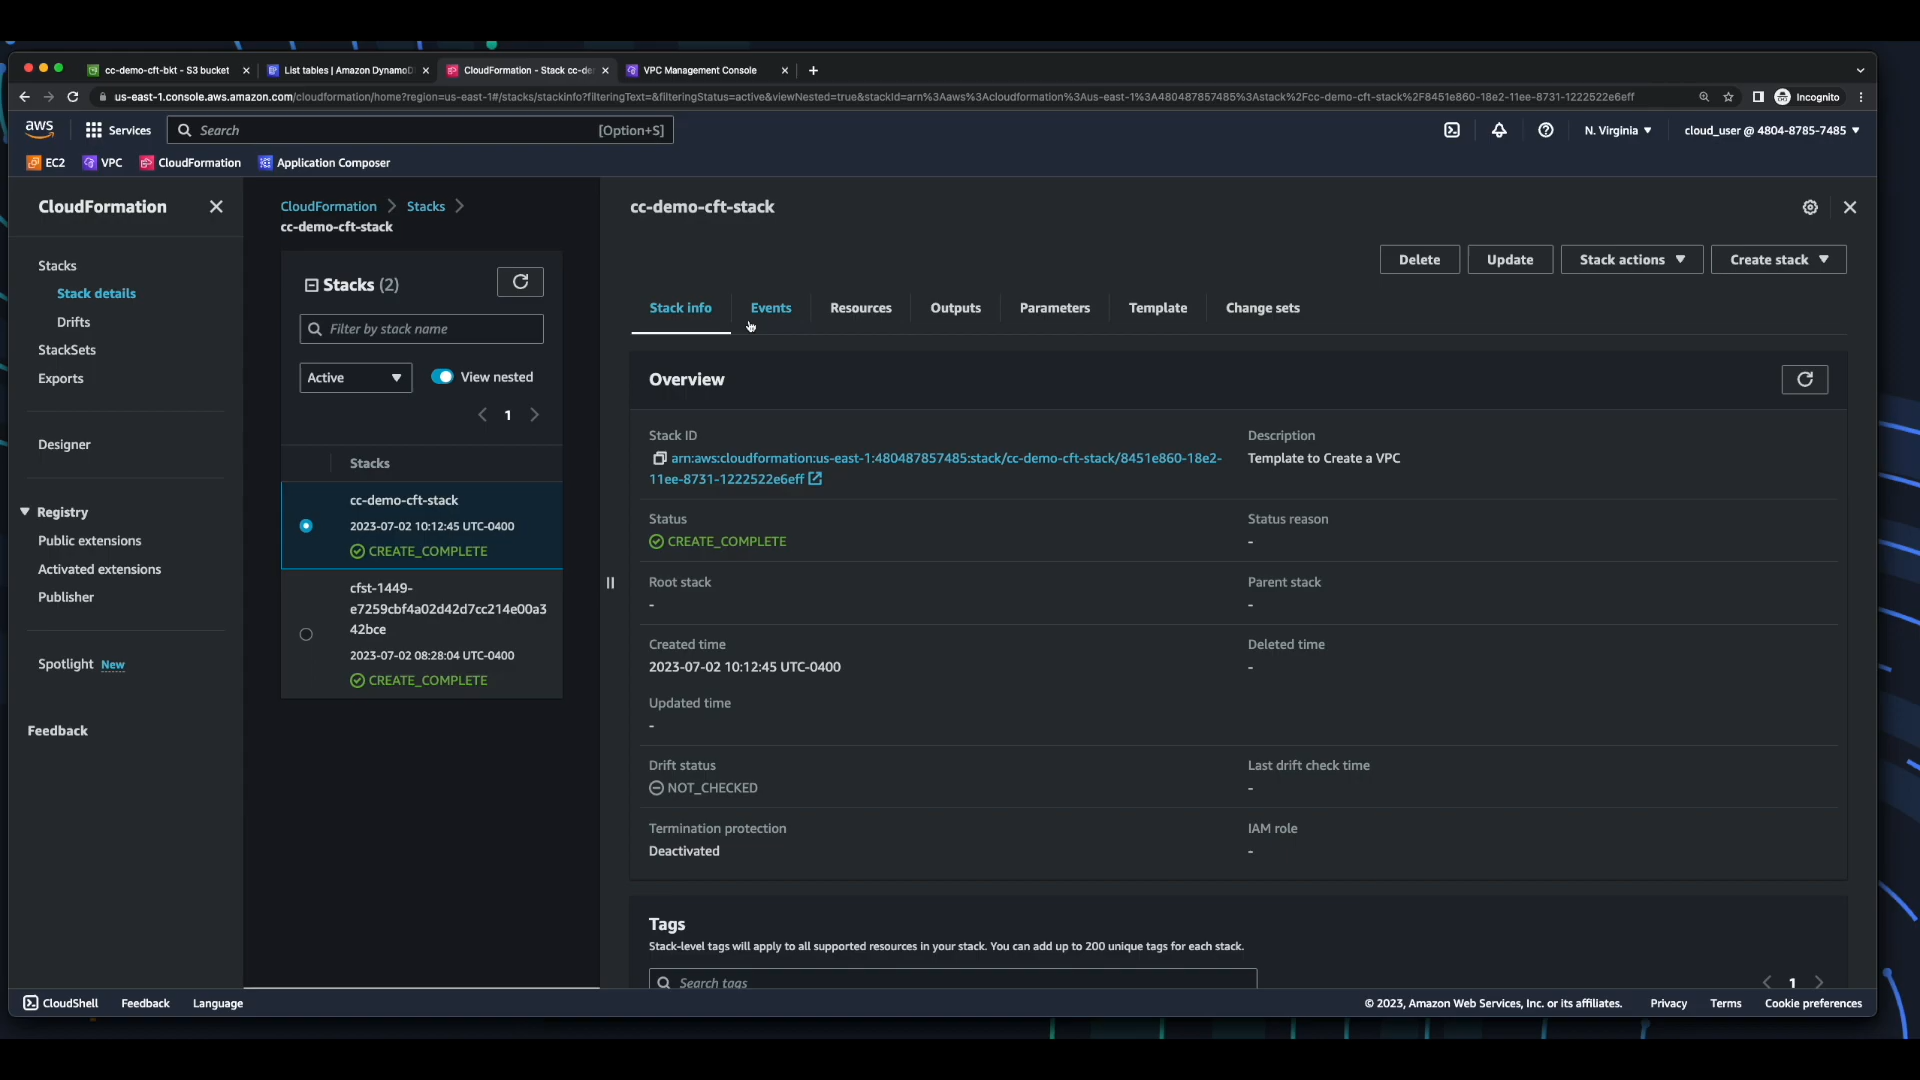 cc-demo-cft-bkt - S3 bucket
List tables | Amazon DynamoD
CloudFormation - Stack cc-de
VPC Management Console
us-east-1.console.aws.amazon.com/cloudformation/home?region=us-east-1#/stacks/stackinfo?filteringText=&filteringStatus=active&viewNested=true&stackId=arn%3Aaws%3Acloudformation%3Aus-east-1%3A480487857485%3Astack%2Fcc-demo-cft-stack%2F8451e860-18e2-11ee-8731-1222522e6eff
Incognito
aws
Services
Search
[Option+S]
N. Virginia
cloud_user @ 4804-8785-7485
EC2
VPC
CloudFormation
Application Composer
CloudFormation
Stacks
Stack details
Drifts
StackSets
Exports
Designer
Registry
Public extensions
Activated extensions
Publisher
Spotlight New
Feedback
CloudFormation > Stacks >
cc-demo-cft-stack
Stacks (2)
Filter by stack name
Active
View nested
1
Stacks
cc-demo-cft-stack
2023-07-02 10:12:45 UTC-0400
CREATE_COMPLETE
cfst-1449-
e7259cbf4a02d42d7cc214e00a3
42bce
2023-07-02 08:28:04 UTC-0400
CREATE_COMPLETE
cc-demo-cft-stack
Delete
Update
Stack actions
Create stack
Stack info
Events
Resources
Outputs
Parameters
Template
Change sets
Overview
Stack ID
arn:aws:cloudformation:us-east-1:480487857485:stack/cc-demo-cft-stack/8451e860-18e2-
11ee-8731-1222522e6eff
Description
Template to Create a VPC
Status
CREATE_COMPLETE
Status reason
-
Root stack
-
Parent stack
-
Created time
2023-07-02 10:12:45 UTC-0400
Deleted time
-
Updated time
-
Drift status
NOT_CHECKED
Last drift check time
-
Termination protection
Deactivated
IAM role
-
Tags
Stack-level tags will apply to all supported resources in your stack. You can add up to 200 unique tags for each stack.
Search tags
1
CloudShell
Feedback
Language
© 2023, Amazon Web Services, Inc. or its affiliates.
Privacy
Terms
Cookie preferences